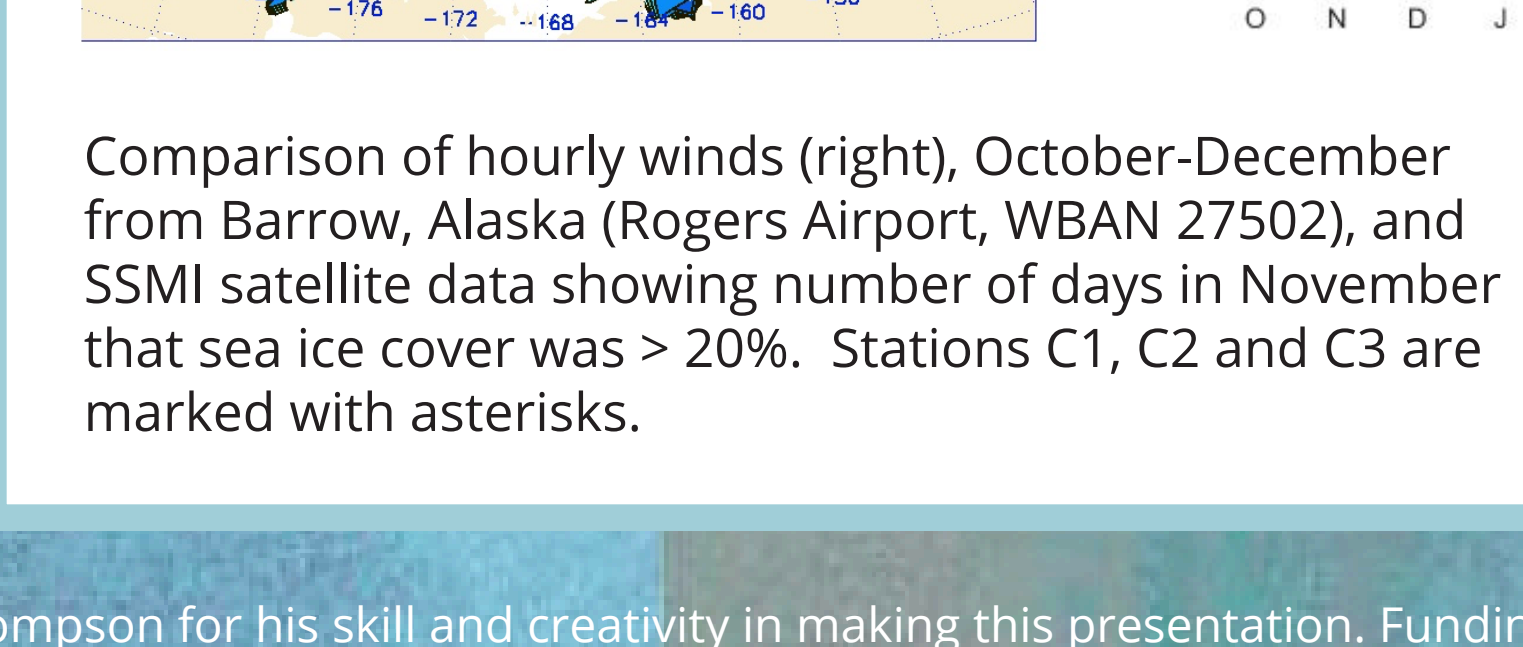 -176 -172 -168 -164 -160
O N D J
Comparison of hourly winds (right), October-December
from Barrow, Alaska (Rogers Airport, WBAN 27502), and
SSMI satellite data showing number of days in November
that sea ice cover was > 20%.  Stations C1, C2 and C3 are
marked with asterisks.
ompson for his skill and creativity in making this presentation. Fundin